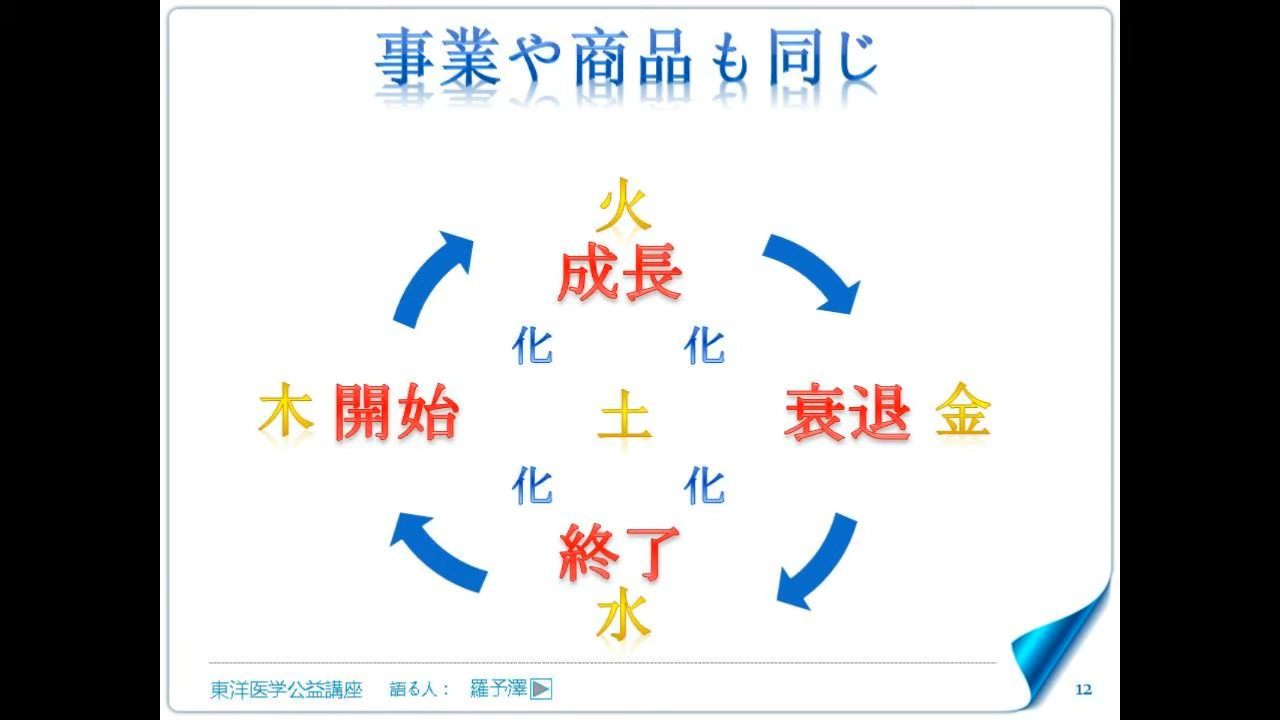 事業や商品も同じ
火
成長
化 化
木 開始 土 衰退 金
化 化
終了
水
東洋医学公益講座 語る人： 羅予澤
12